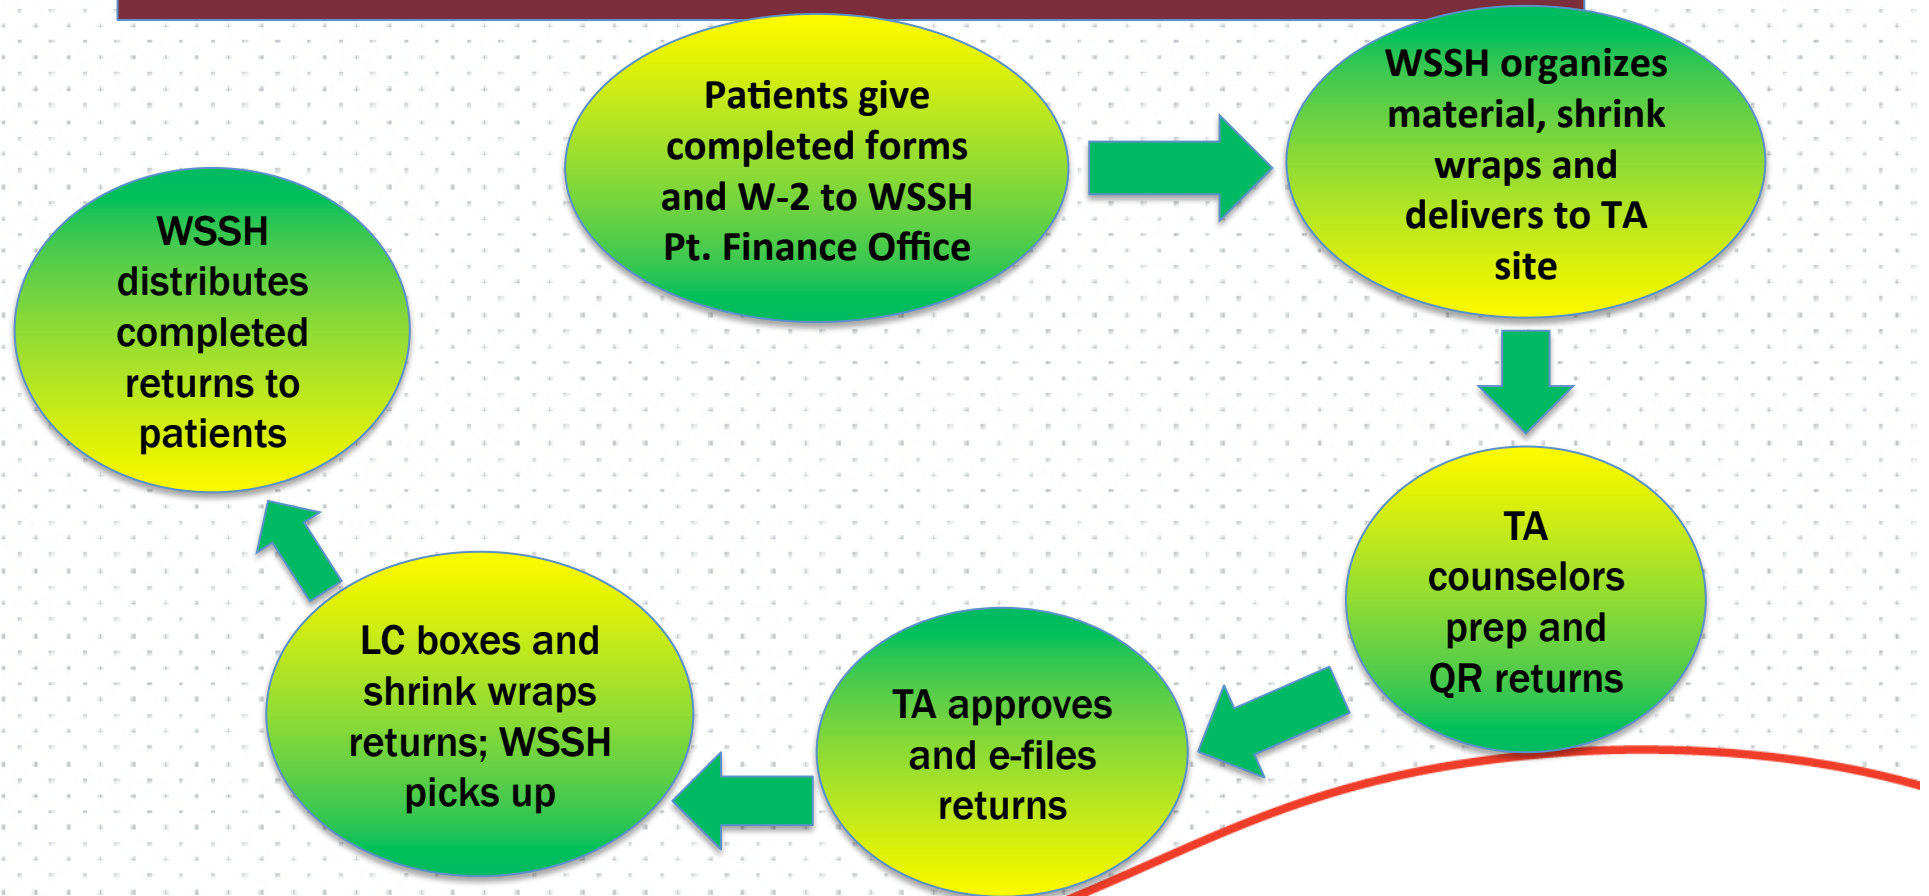 Patients give
completed forms
and W-2 to WSSH
Pt. Finance Office
WSSH organizes
material, shrink
wraps and
delivers to TA
site
TA
counselors
prep and
QR returns
TA approves
and e-files
returns
LC boxes and
shrink wraps
returns; WSSH
picks up
WSSH
distributes
completed
returns to
patients